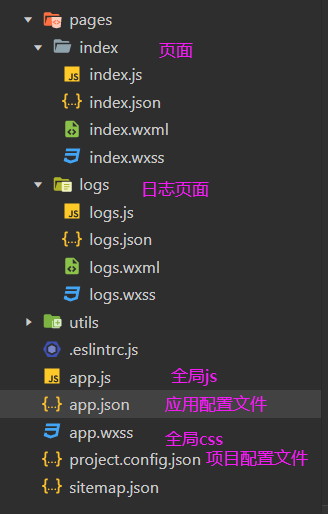 pages
index 页面
index.js
index.json
index.wxml
index.wxss
logs 日志页面
logs.js
logs.json
logs.wxml
logs.wxss
utils
.eslintrc.js
app.js 全局js
app.json 应用配置文件
app.wxss 全局css
project.config.json 项目配置文件
sitemap.json